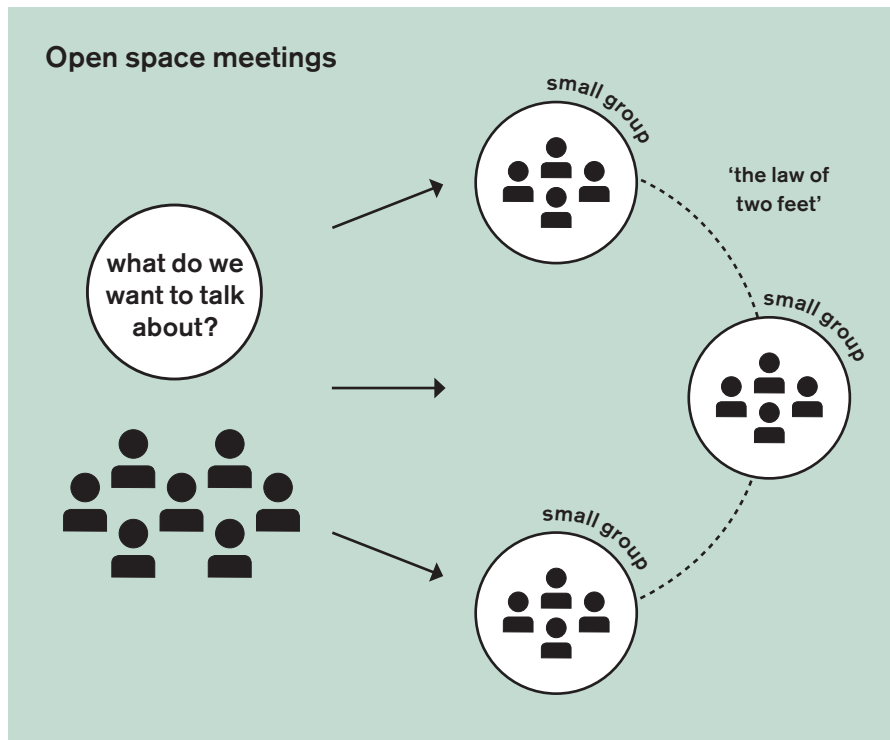 Open space meetings
small group
‘the law of
two feet’
what do we
want to talk
about?
small group
small group